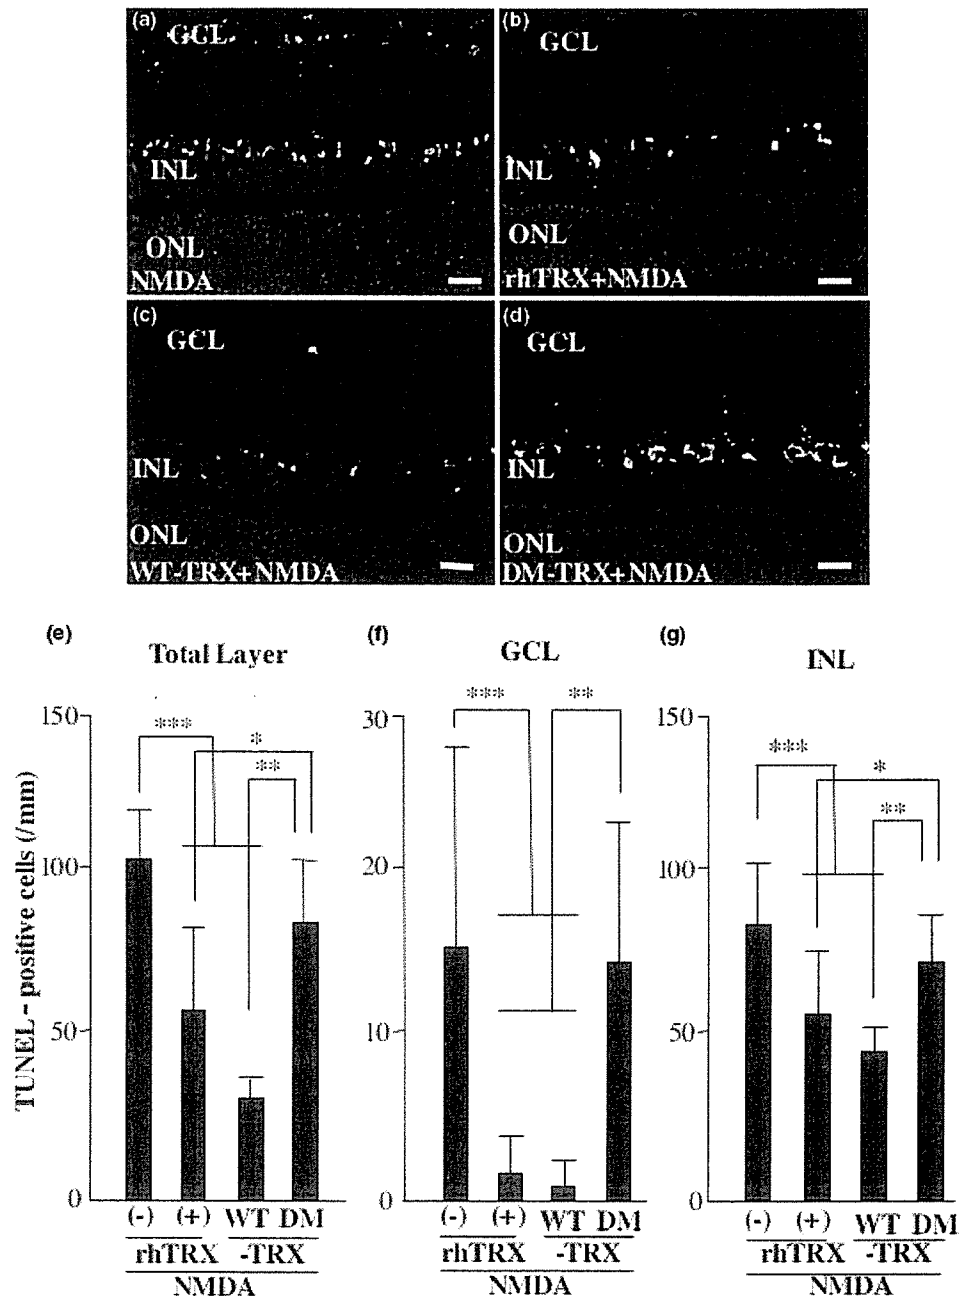 (a)
GCL
INL
ONL
NMDA
(b)
GCL
INL
ONL
rhTRX+NMDA
(c)
GCL
INL
ONL
WT-TRX+NMDA
(d)
GCL
INL
ONL
DM-TRX+NMDA
(e)
Total Layer
TUNEL - positive cells (/mm)
150
100
50
0
***
*
**
(-) (+) WT DM
rhTRX -TRX
NMDA
(f)
GCL
30
20
10
0
***
**
(-) (+) WT DM
rhTRX -TRX
NMDA
(g)
INL
150
100
50
0
***
*
**
(-) (+) WT DM
rhTRX -TRX
NMDA